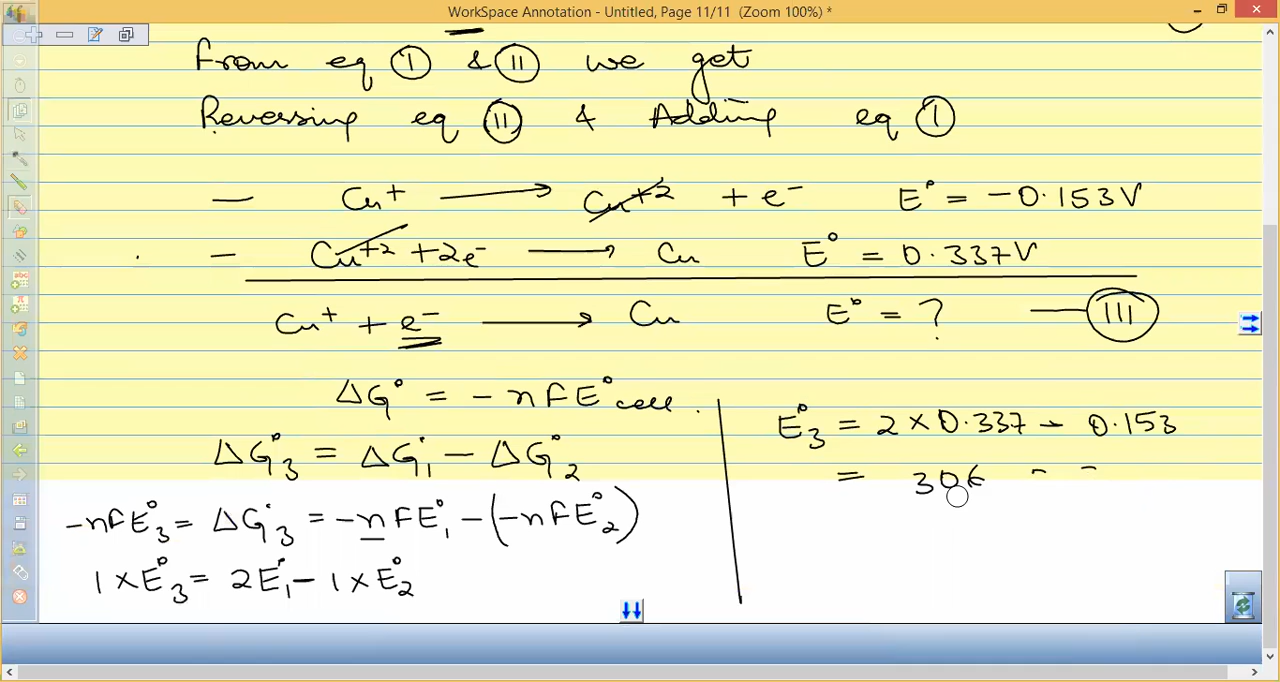 WorkSpace Annotation - Untitled, Page 11/11 (Zoom 100%) *
From eq I & II we get
Reversing eq II & Adding eq I
— Cu+ ⟶ Cu+2 + e− E° = −0.153V
— Cu+2 + 2e− ⟶ Cu E° = 0.337V
Cu+ + e− ⟶ Cu E° = ? — III
ΔG° = − nFE°cell.
ΔG°3 = ΔG°1 − ΔG°2
−nFE°3 = ΔG°3 = −nFE°1 − (−nFE°2)
1 × E°3 = 2E°1 − 1 × E°2
E°3 = 2 × 0.337 − 0.153
=